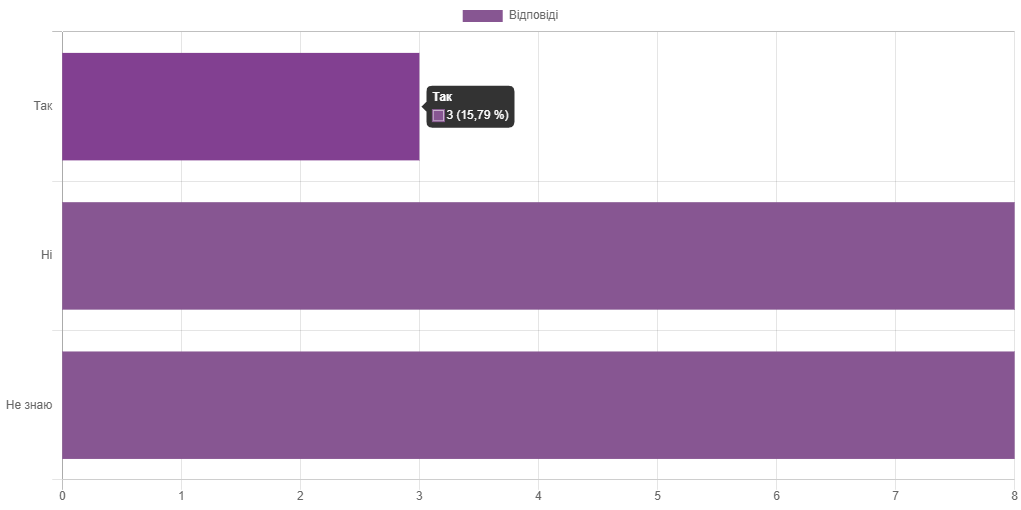 Відповіді
Так
Так
3 (15,79 %)
Ні
Не знаю
0 1 2 3 4 5 6 7 8